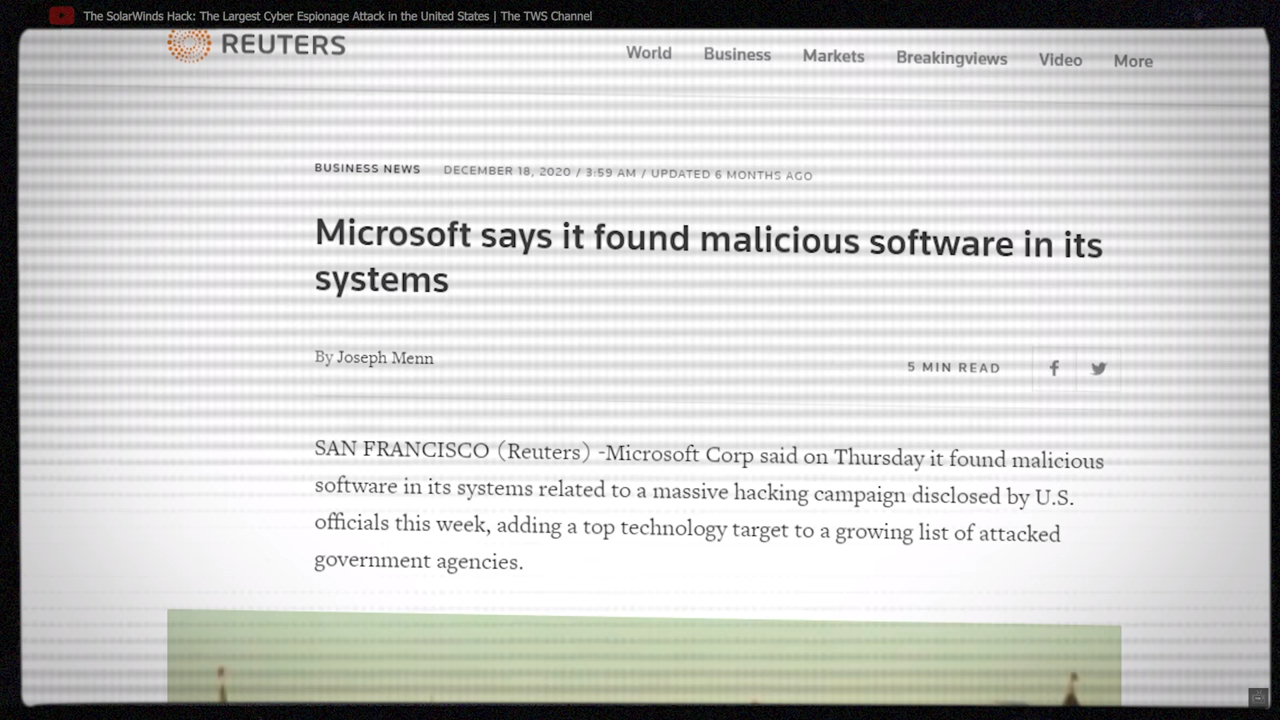 The SolarWinds Hack: The Largest Cyber Espionage Attack in the United States | The TWS Channel
REUTERS
World Business Markets Breakingviews Video More
BUSINESS NEWS DECEMBER 18, 2020 / 3:59 AM / UPDATED 6 MONTHS AGO
Microsoft says it found malicious software in its
systems
By Joseph Menn
5 MIN READ
SAN FRANCISCO (Reuters) -Microsoft Corp said on Thursday it found malicious
software in its systems related to a massive hacking campaign disclosed by U.S.
officials this week, adding a top technology target to a growing list of attacked
government agencies.